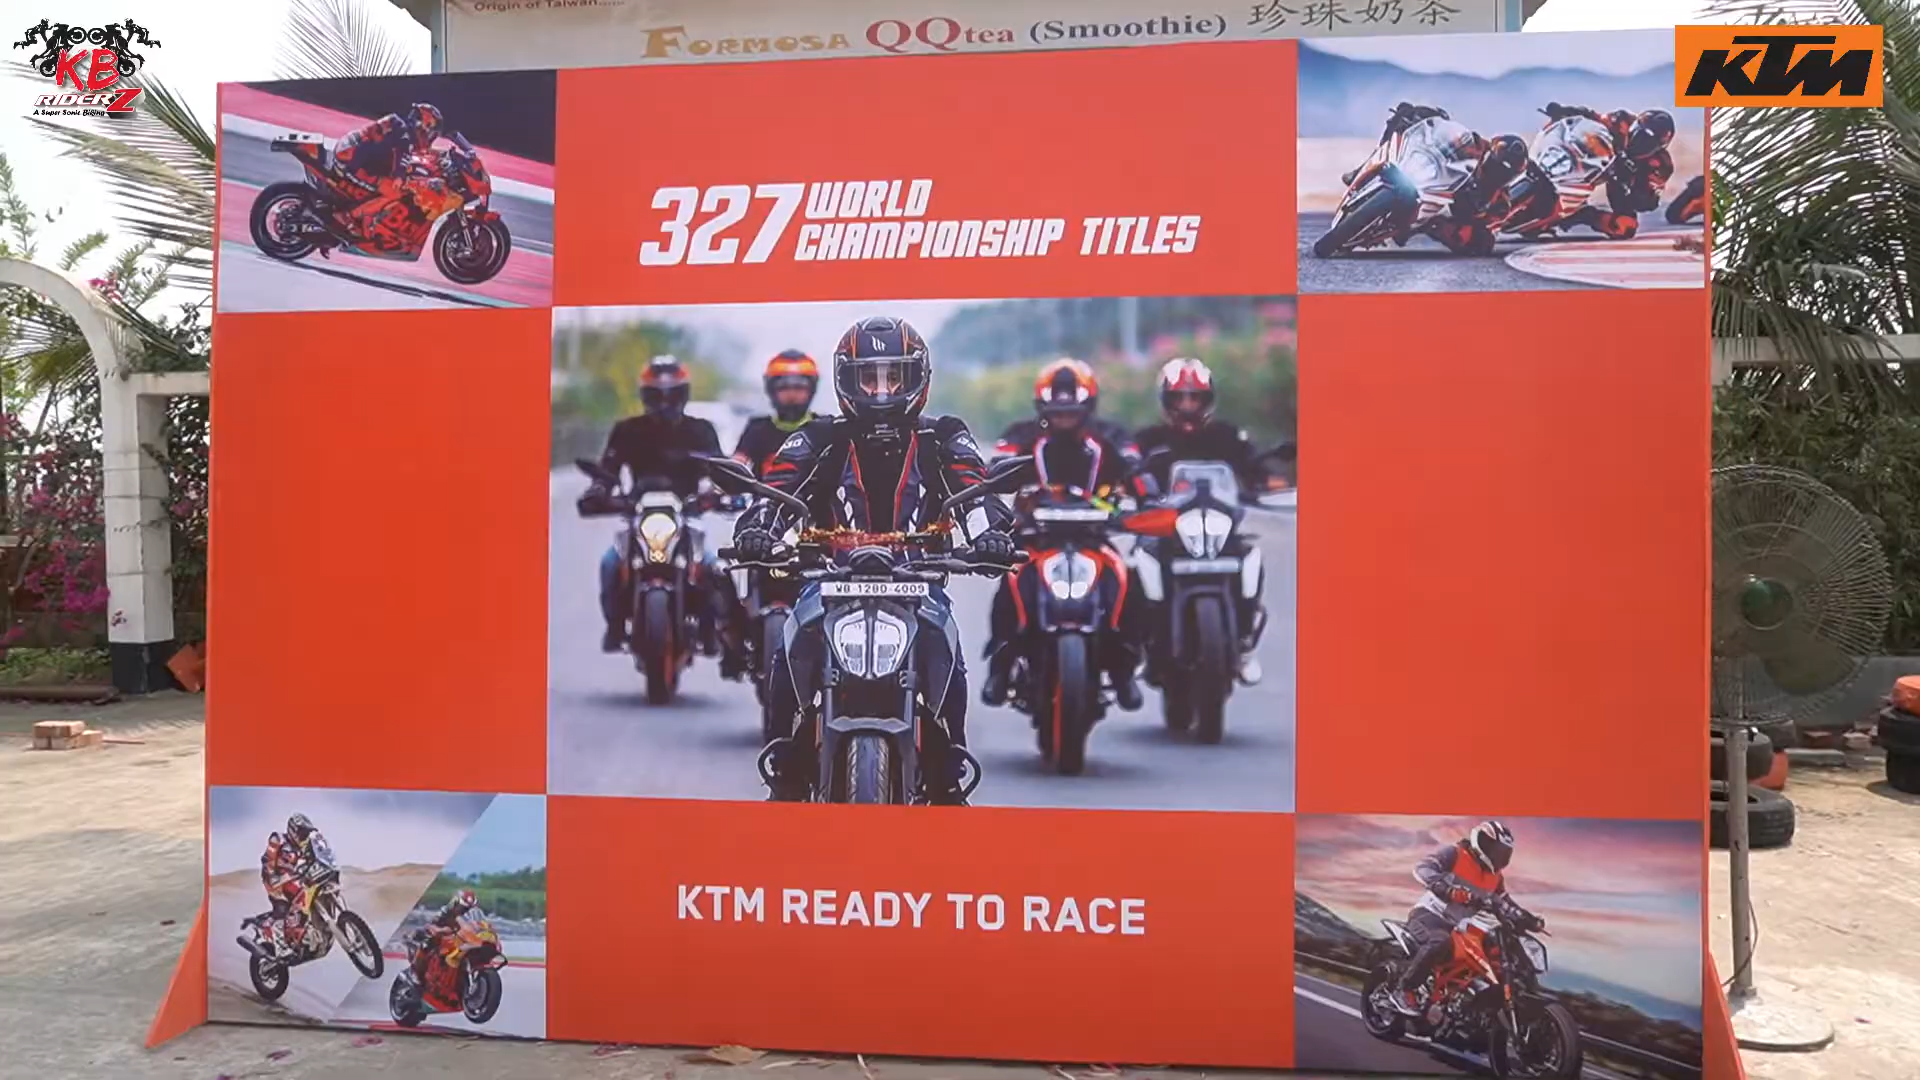 Origin of Taiwan......
FORMOSA QQtea (Smoothie) 珍珠奶茶
KB
RIDERZ
A Super Sonic Biking
KTM
327 WORLD
CHAMPIONSHIP TITLES
WB-128D-4009
KTM READY TO RACE